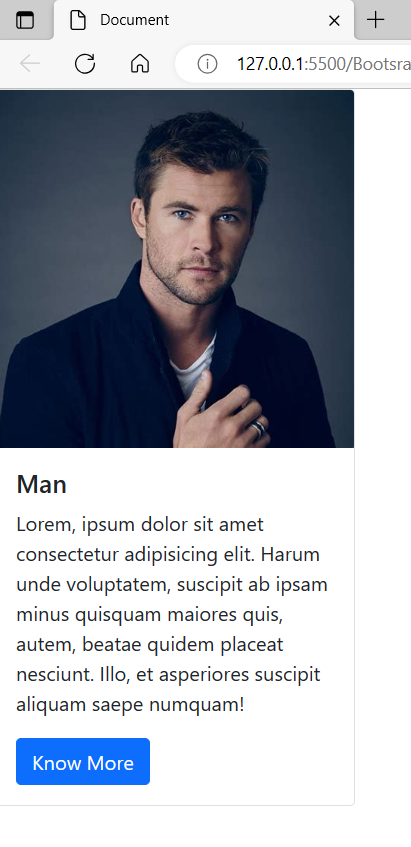 Document
127.0.0.1:5500/Bootsra
Man
Lorem, ipsum dolor sit amet
consectetur adipisicing elit. Harum
unde voluptatem, suscipit ab ipsam
minus quisquam maiores quis,
autem, beatae quidem placeat
nesciunt. Illo, et asperiores suscipit
aliquam saepe numquam!
Know More